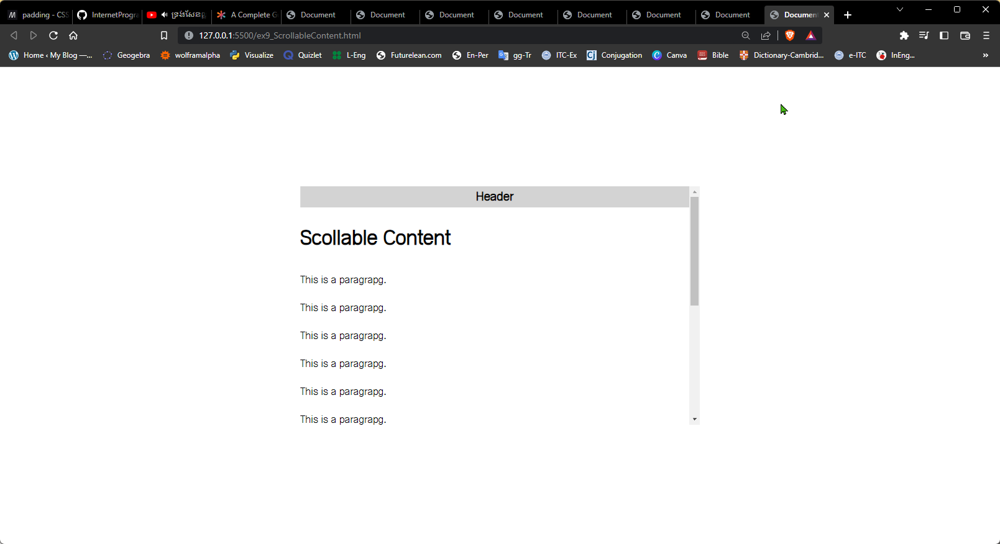 padding - CSS
InternetProgra
A Complete G
Document
Document
Document
Document
Document
Document
Document
Document
127.0.0.1:5500/ex9_ScrollableContent.html
Home ‹ My Blog —...
Geogebra
wolframalpha
Visualize
Quizlet
L-Eng
Futurelean.com
En-Per
gg-Tr
ITC-Ex
Cj Conjugation
Canva
Bible
Dictionary-Cambrid...
e-ITC
InEng...
Header
Scollable Content
This is a paragrapg.
This is a paragrapg.
This is a paragrapg.
This is a paragrapg.
This is a paragrapg.
This is a paragrapg.